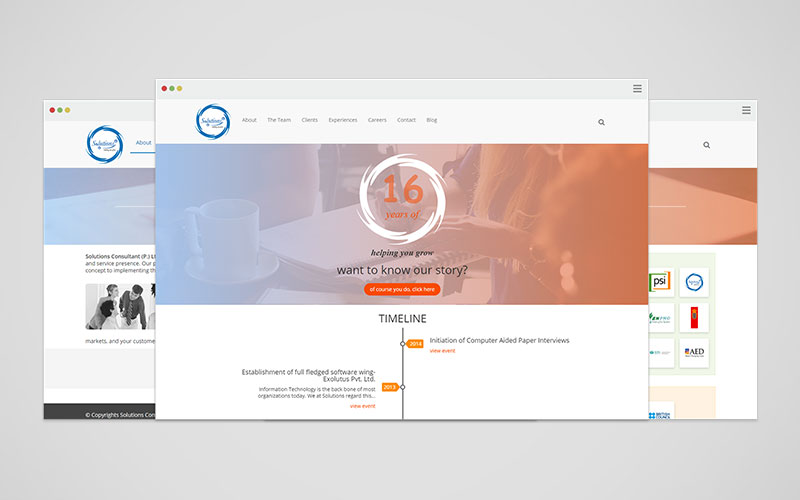 Solutions
About The Team Clients Experiences Careers Contact Blog
16
years of
helping you grow
want to know our story?
of course you do, click here
TIMELINE
2014
Initiation of Computer Aided Paper Interviews
view event
Establishment of full fledged software wing-
Exolutus Pvt. Ltd.
2013
Information Technology is the back bone of most
organizations today. We at Solutions regard this...
view event
Solutions
About
Solutions Consultant (P.) Lt
and service presence. Our p
concept to implementing th
markets, and your custome
© Copyrights Solutions Con
psi
AED
BRITISH
COUNCIL